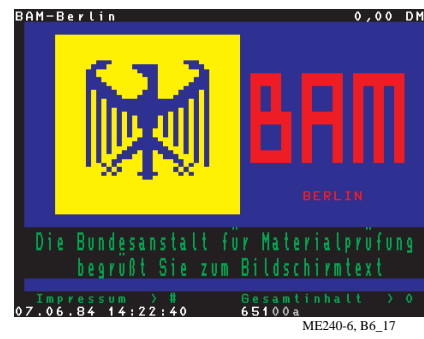 BAM-Berlin 0,00 DM
BAM
BERLIN
Die Bundesanstalt für Materialprüfung
begrüßt Sie zum Bildschirmtext
Impressum > # Gesamtinhalt > 0
07.06.84 14:22:40 65100a
ME240-6, B6_17